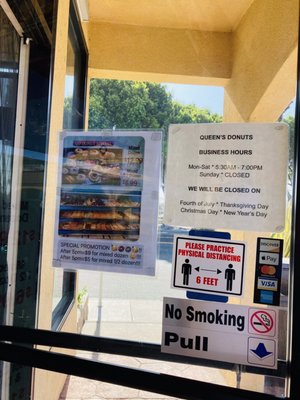 QUEEN'S DONUTS
BUSINESS HOURS
Mon-Sat * 5:30AM - 7:00PM
Sunday * CLOSED
WE WILL BE CLOSED ON
Fourth of July * Thanksgiving Day
Christmas Day * New Year's Day
SPECIAL PROMOTION
After 5PM $9 for mixed dozen
After 5PM $5 for mixed 1/2 dozen!!
PLEASE PRACTICE
PHYSICAL DISTANCING
6 FEET
DISCOVER
Pay
VISA
No Smoking
Pull